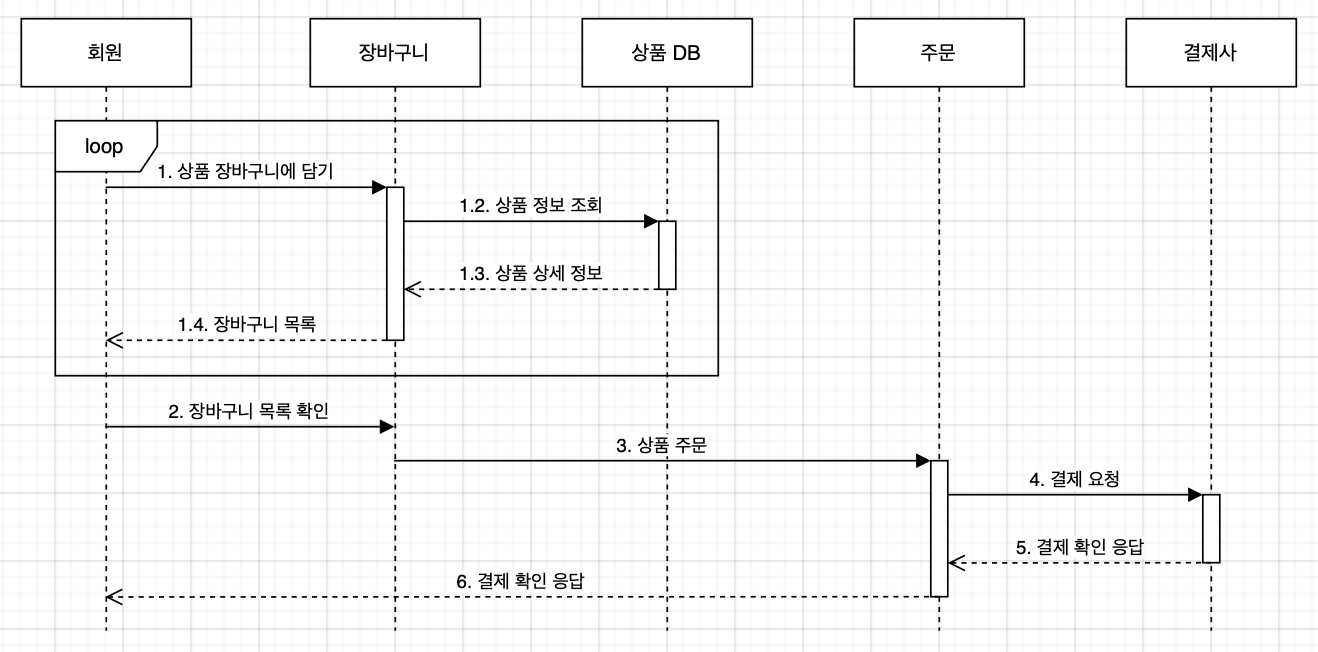 회원
장바구니
상품 DB
주문
결제사
loop
1. 상품 장바구니에 담기
1.2. 상품 정보 조회
1.3. 상품 상세 정보
1.4. 장바구니 목록
2. 장바구니 목록 확인
3. 상품 주문
4. 결제 요청
5. 결제 확인 응답
6. 결제 확인 응답